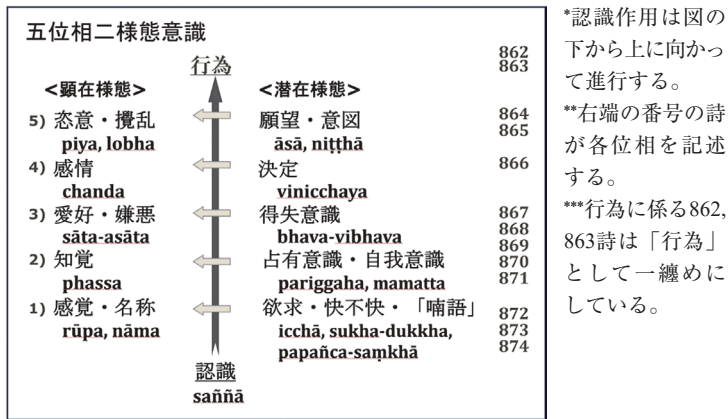 五位相二様態意識
行為
862
863
<顕在様態> <潜在様態>
5) 恣意・攪乱 願望・意図 864
piya, lobha āsā, niṭṭhā 865
4) 感情 決定 866
chanda vinicchaya
3) 愛好・嫌悪 得失意識 867
sāta-asāta bhava-vibhava 868
869
2) 知覚 占有意識・自我意識 870
phassa pariggaha, mamatta 871
1) 感覚・名称 欲求・快不快・「喃語」 872
rūpa, nāma icchā, sukha-dukkha, 873
papañca-saṃkhā 874
認識
saññā
*認識作用は図の
下から上に向かっ
て進行する。
**右端の番号の詩
が各位相を記述
する。
***行為に係る862,
863詩は「行為」
として一纏めに
している。